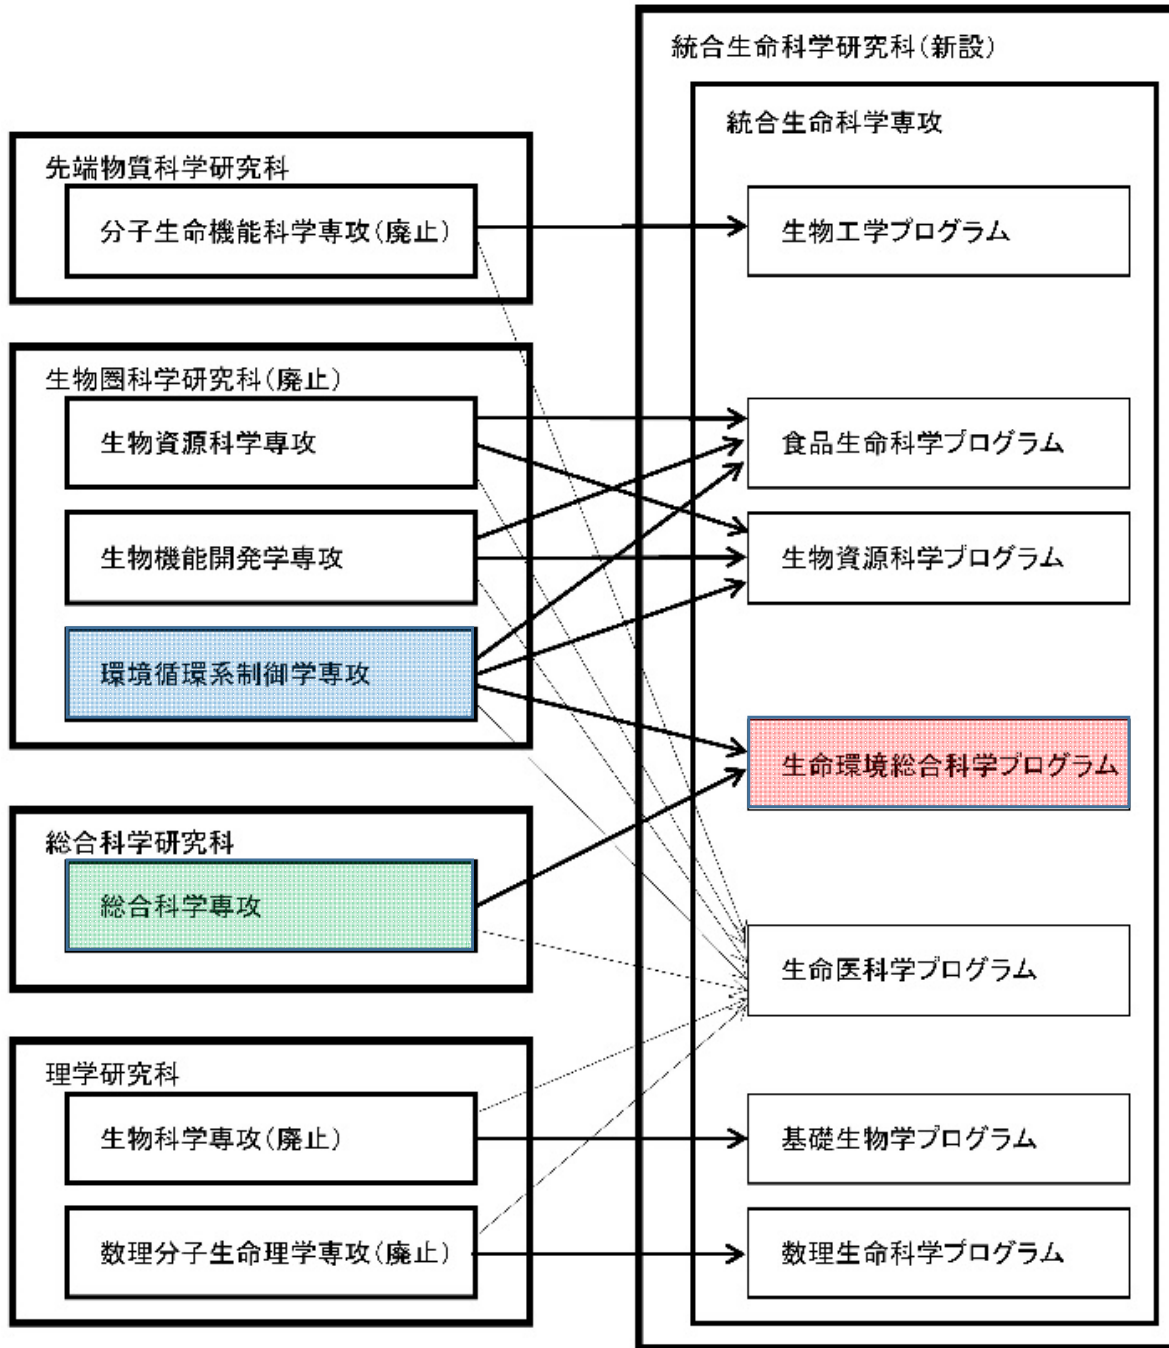 先端物質科学研究科
分子生命機能科学専攻(廃止)
生物圏科学研究科(廃止)
生物資源科学専攻
生物機能開発学専攻
環境循環系制御学専攻
総合科学研究科
総合科学専攻
理学研究科
生物科学専攻(廃止)
数理分子生命理学専攻(廃止)
統合生命科学研究科(新設)
統合生命科学専攻
生物工学プログラム
食品生命科学プログラム
生物資源科学プログラム
生命環境総合科学プログラム
生命医科学プログラム
基礎生物学プログラム
数理生命科学プログラム